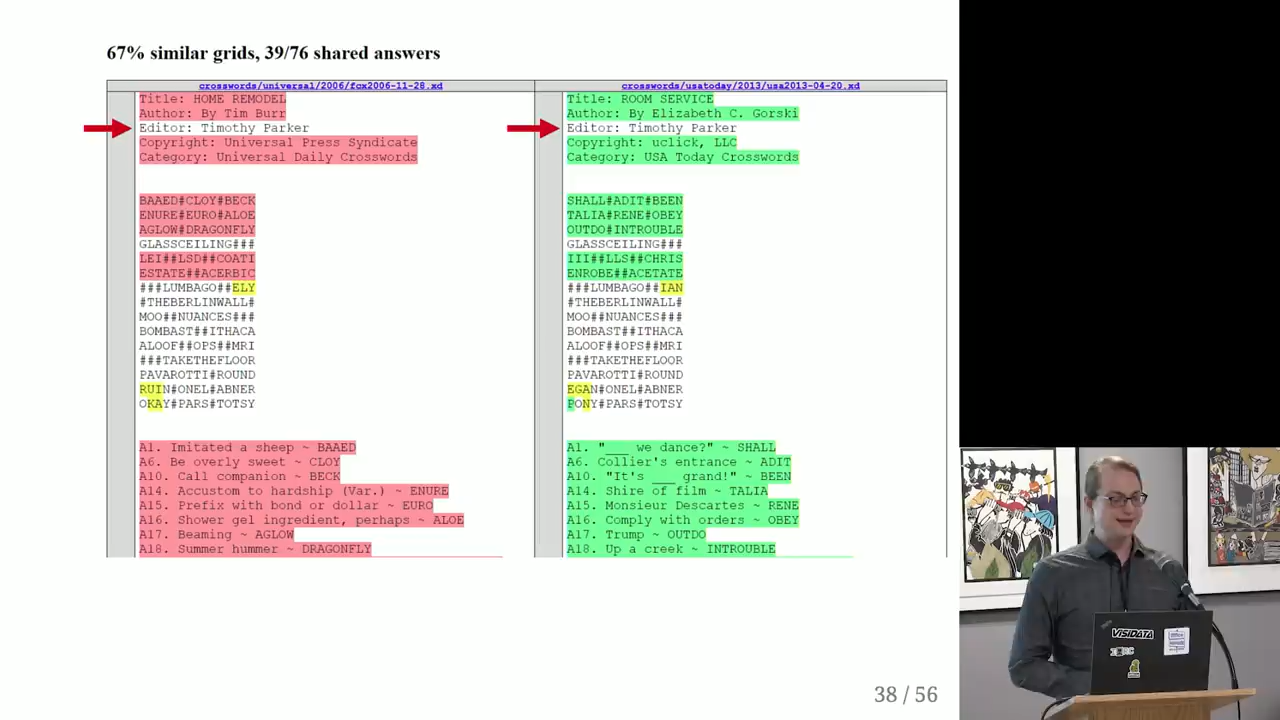 67% similar grids, 39/76 shared answers
crosswords/universal/2006/fcx2006-11-28.xd
Title: HOME REMODEL
Author: By Tim Burr
Editor: Timothy Parker
Copyright: Universal Press Syndicate
Category: Universal Daily Crosswords
BAAED#CLOY#BECK
ENURE#EURO#ALOE
AGLOW#DRAGONFLY
GLASSCEILING###
LEI##LSD##COATI
ESTATE##ACERBIC
###LUMBAGO##ELY
#THEBERLINWALL#
MOO##NUANCES###
BOMBAST##ITHACA
ALOOF##OPS##MRI
###TAKETHEFLOOR
PAVAROTTI#ROUND
RUIN#ONEL#ABNER
OKAY#PARS#TOTSY
A1. Imitated a sheep ~ BAAED
A6. Be overly sweet ~ CLOY
A10. Call companion ~ BECK
A14. Accustom to hardship (Var.) ~ ENURE
A15. Prefix with bond or dollar ~ EURO
A16. Shower gel ingredient, perhaps ~ ALOE
A17. Beaming ~ AGLOW
A18. Summer hummer ~ DRAGONFLY
crosswords/usatoday/2013/usa2013-04-20.xd
Title: ROOM SERVICE
Author: By Elizabeth C. Gorski
Editor: Timothy Parker
Copyright: uclick, LLC
Category: USA Today Crosswords
SHALL#ADIT#BEEN
TALIA#RENE#OBEY
OUTDO#INTROUBLE
GLASSCEILING###
III##LLS##CHRIS
ENROBE##ACETATE
###LUMBAGO##IAN
#THEBERLINWALL#
MOO##NUANCES###
BOMBAST##ITHACA
ALOOF##OPS##MRI
###TAKETHEFLOOR
PAVAROTTI#ROUND
EGAN#ONEL#ABNER
PONY#PARS#TOTSY
A1. "___ we dance?" ~ SHALL
A6. Collier's entrance ~ ADIT
A10. "It's ___ grand!" ~ BEEN
A14. Shire of film ~ TALIA
A15. Monsieur Descartes ~ RENE
A16. Comply with orders ~ OBEY
A17. Trump ~ OUTDO
A18. Up a creek ~ INTROUBLE
38 / 56
VISIDATA